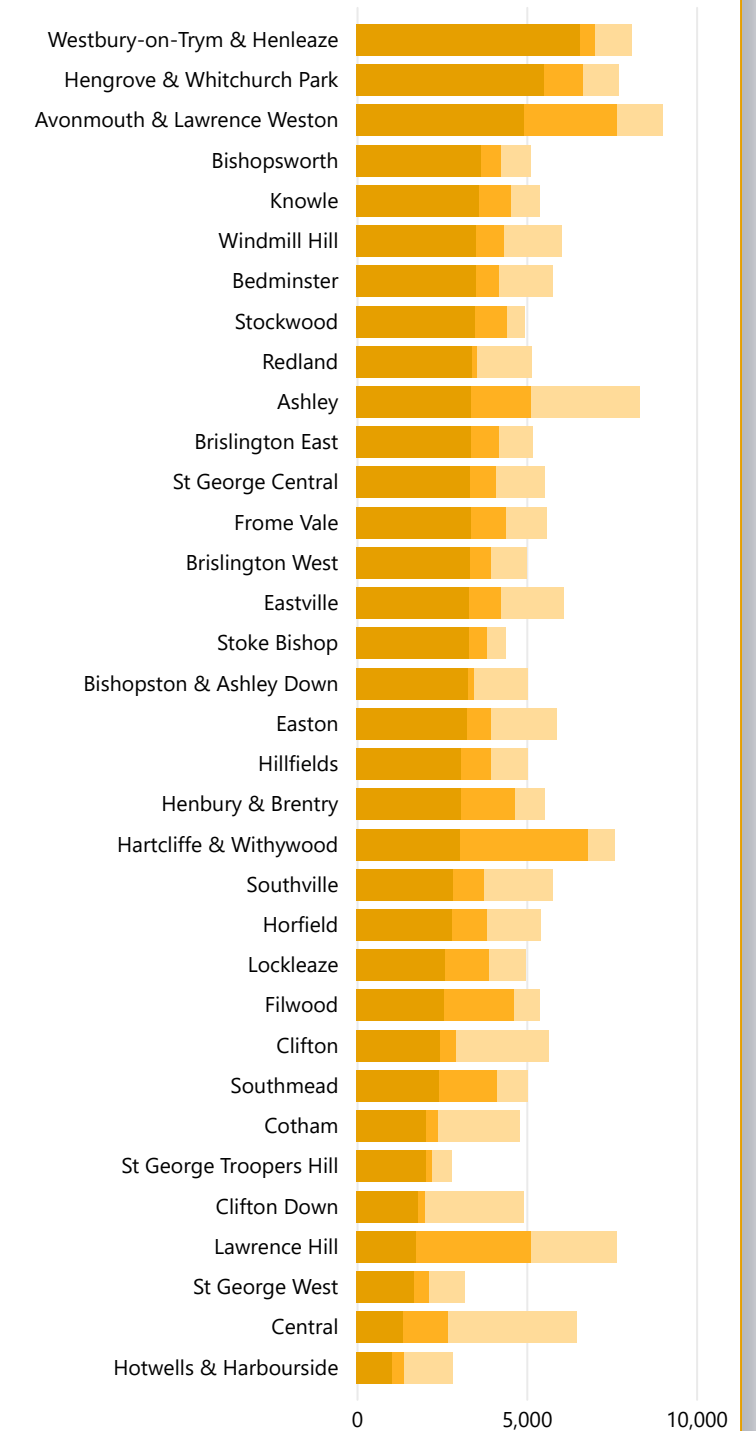 Westbury-on-Trym & Henleaze
Hengrove & Whitchurch Park
Avonmouth & Lawrence Weston
Bishopsworth
Knowle
Windmill Hill
Bedminster
Stockwood
Redland
Ashley
Brislington East
St George Central
Frome Vale
Brislington West
Eastville
Stoke Bishop
Bishopston & Ashley Down
Easton
Hillfields
Henbury & Brentry
Hartcliffe & Withywood
Southville
Horfield
Lockleaze
Filwood
Clifton
Southmead
Cotham
St George Troopers Hill
Clifton Down
Lawrence Hill
St George West
Central
Hotwells & Harbourside
0 5,000 10,000